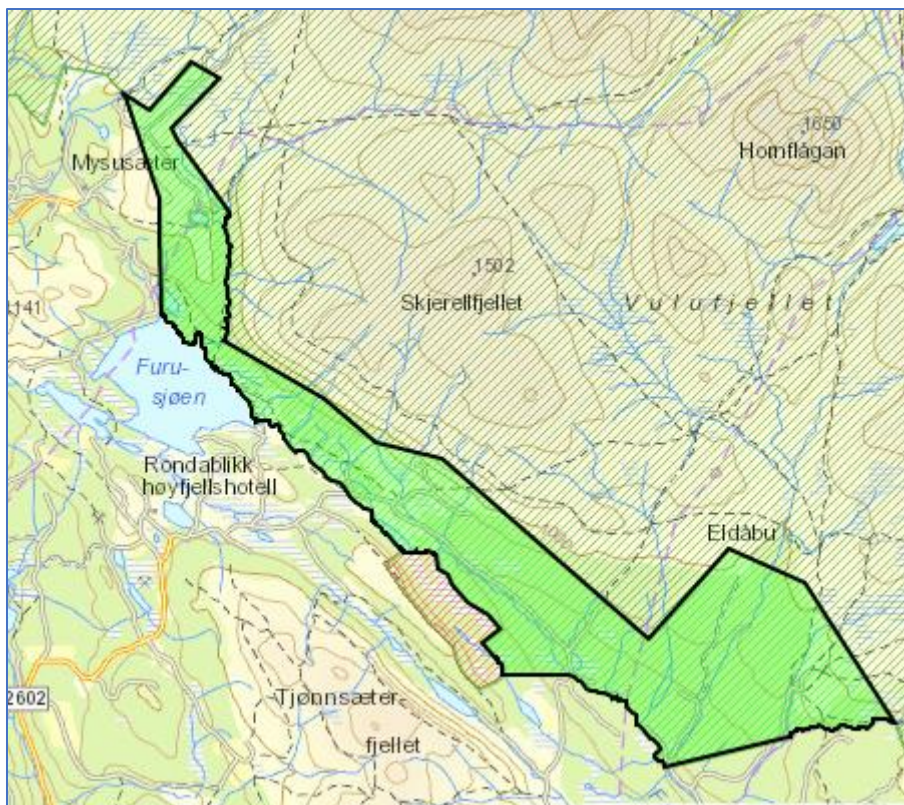 1650
Hornflågan
Mysusæter
1502
Skjerellfjellet
Vulufjellet
141
Furu-
sjøen
Rondablikk
høyfjellshotell
Eldåbu
2602
Tjønnsæter-
fjellet